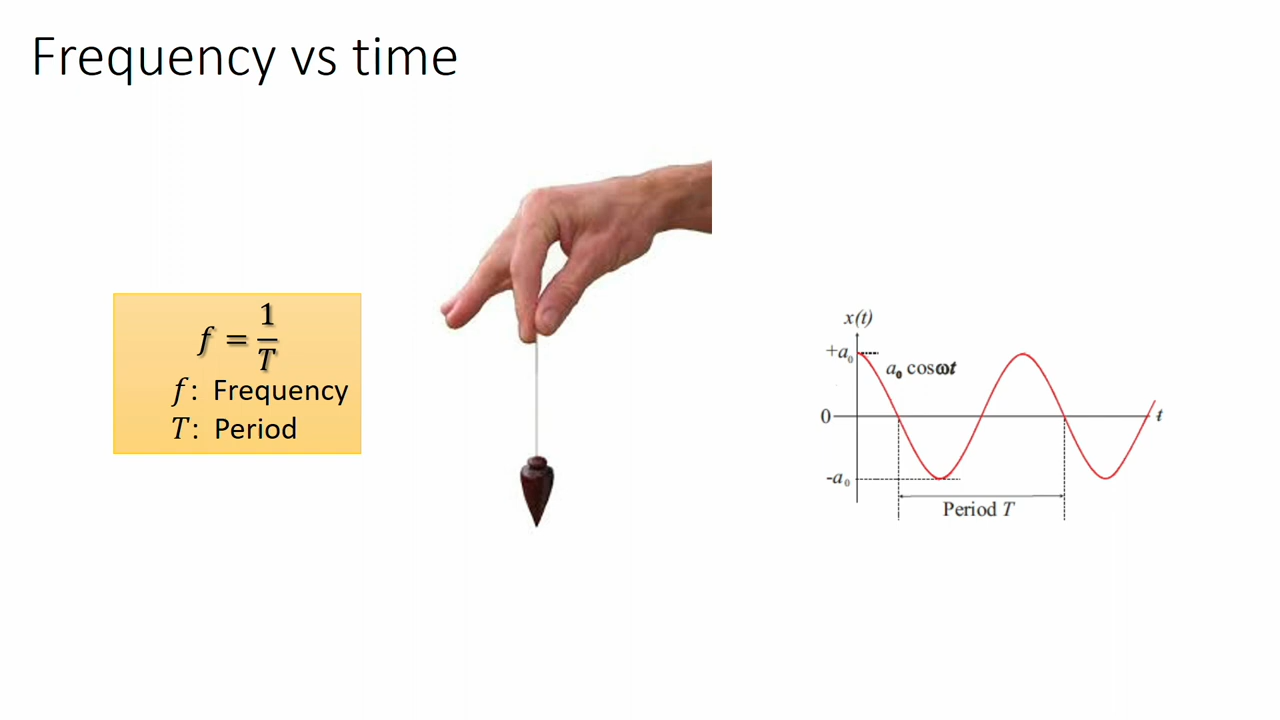 Frequency vs time
f = 1/T
f: Frequency
T: Period
x(t)
+a₀
a₀ cosωt
0
t
-a₀
Period T